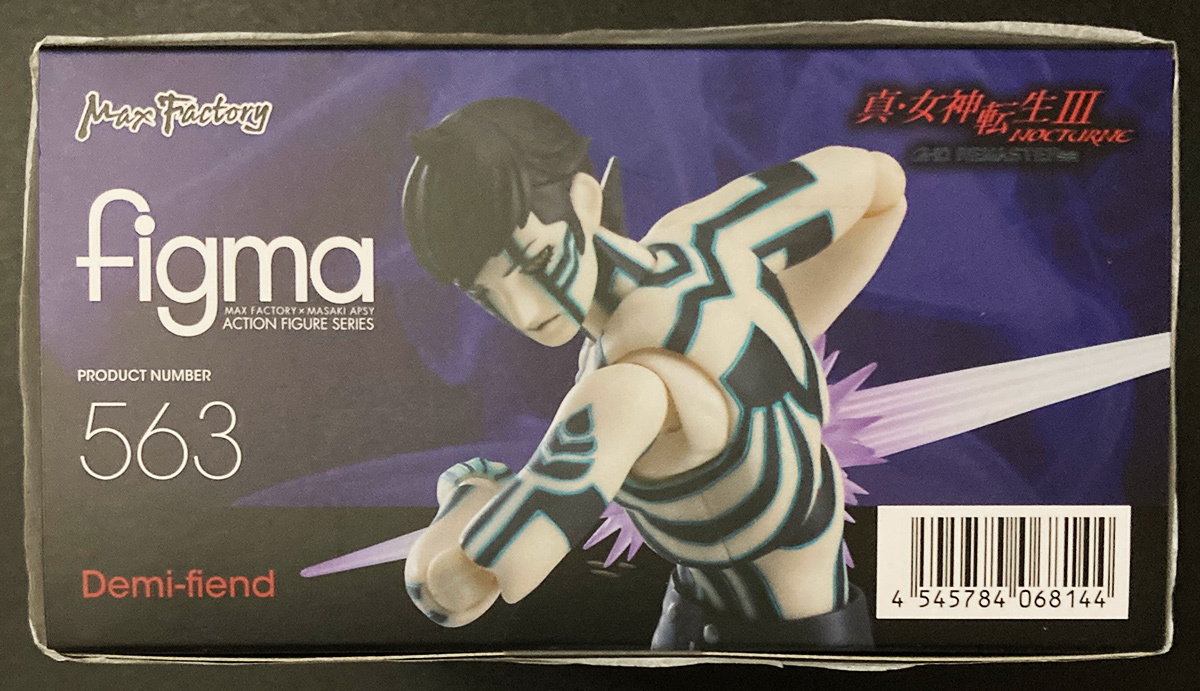 Max Factory
真・女神転生III
NOCTURNE
HD REMASTER
figma
MAX FACTORY × MASAKI APSY
ACTION FIGURE SERIES
PRODUCT NUMBER
563
Demi-fiend
4 545784 068144